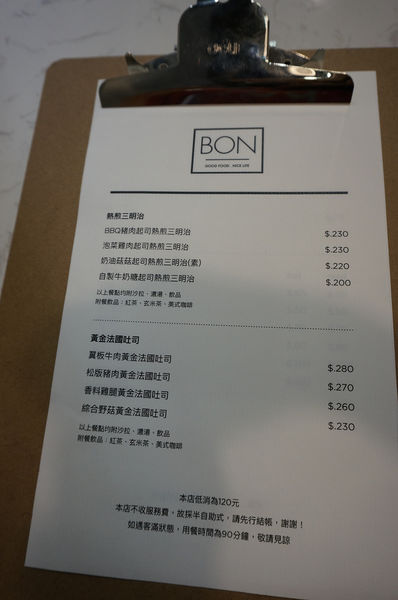 BON
GOOD FOOD . NICE LIFE
熱煎三明治
BBQ豬肉起司熱煎三明治 $.230
泡菜雞肉起司熱煎三明治 $.230
奶油菇菇起司熱煎三明治(素) $.220
自製牛奶糖起司熱煎三明治 $.200
以上餐點均附沙拉、濃湯、飲品
附餐飲品：紅茶、玄米茶、美式咖啡
黃金法國吐司
翼板牛肉黃金法國吐司 $.280
松版豬肉黃金法國吐司 $.270
香料雞腿黃金法國吐司 $.260
綜合野菇黃金法國吐司 $.230
以上餐點均附沙拉、濃湯、飲品
附餐飲品：紅茶、玄米茶、美式咖啡
本店低消為120元
本店不收服務費，故採半自助式，請先行結帳，謝謝！
如遇客滿狀態，用餐時間為90分鐘，敬請見諒